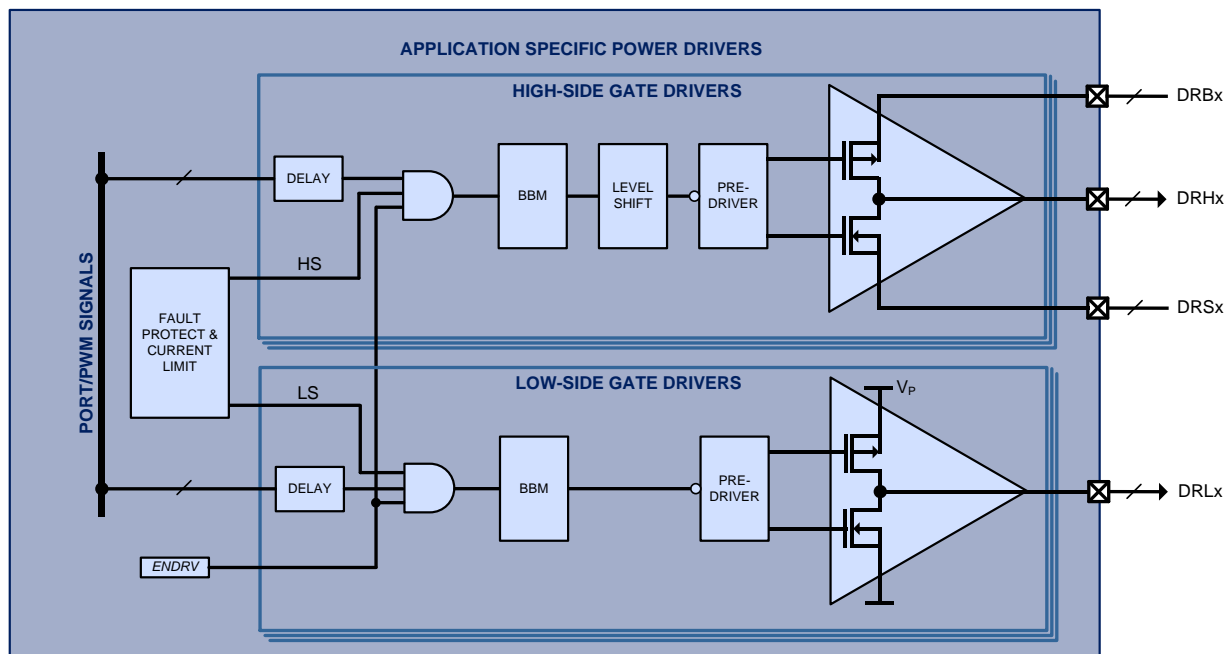 APPLICATION SPECIFIC POWER DRIVERS
HIGH-SIDE GATE DRIVERS
DRBx
DELAY
BBM
LEVEL
SHIFT
PRE-
DRIVER
DRHx
HS
PORT/PWM SIGNALS
FAULT
PROTECT &
CURRENT
LIMIT
DRSx
LS
LOW-SIDE GATE DRIVERS
VP
DELAY
BBM
PRE-
DRIVER
DRLx
ENDRV